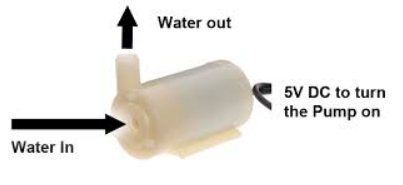 Water out
5V DC to turn
the Pump on
Water In